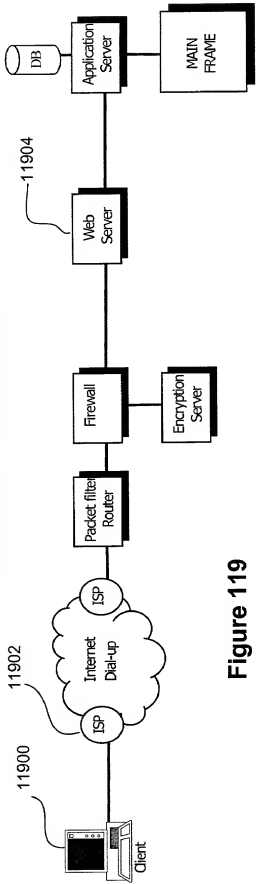 11900
Client
11902
ISP
Internet
Dial-up
ISP
Packet filter
Router
Firewall
Encryption
Server
11904
Web
Server
DB
Application
Server
MAIN
FRAME
Figure 119